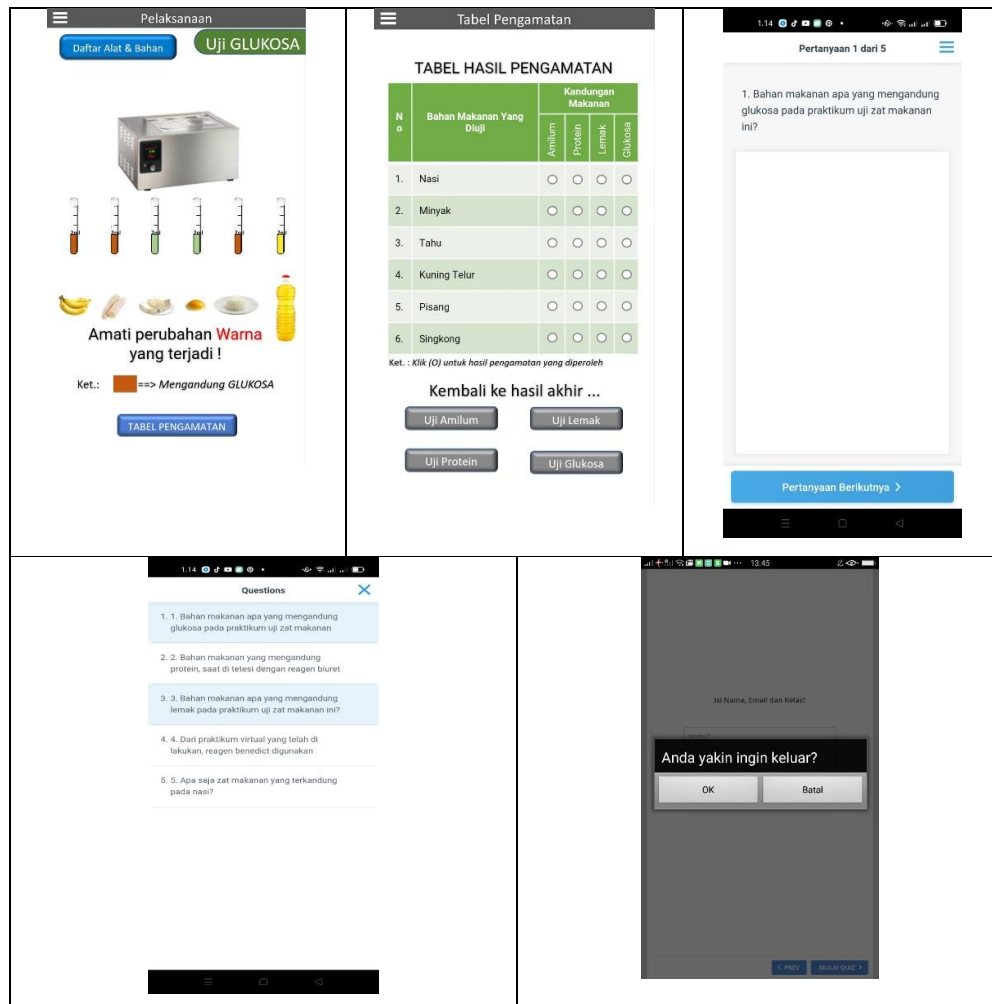 Pelaksanaan
Daftar Alat & Bahan
Uji GLUKOSA
2ml 2ml 2ml 2ml 2ml 2ml
Amati perubahan Warna
yang terjadi !
Ket.: ==> Mengandung GLUKOSA
TABEL PENGAMATAN
Tabel Pengamatan
TABEL HASIL PENGAMATAN
No
Bahan Makanan Yang
Diuji
Kandungan
Makanan
Amilum
Protein
Lemak
Glukosa
1. Nasi
2. Minyak
3. Tahu
4. Kuning Telur
5. Pisang
6. Singkong
Ket. : Klik (O) untuk hasil pengamatan yang diperoleh
Kembali ke hasil akhir ...
Uji Amilum
Uji Lemak
Uji Protein
Uji Glukosa
1.14
Pertanyaan 1 dari 5
1. Bahan makanan apa yang mengandung
glukosa pada praktikum uji zat makanan
ini?
Pertanyaan Berikutnya >
1.14
Questions
1. 1. Bahan makanan apa yang mengandung
glukosa pada praktikum uji zat makanan
2. 2. Bahan makanan yang mengandung
protein, saat di tetesi dengan reagen biuret
3. 3. Bahan makanan apa yang mengandung
lemak pada praktikum uji zat makanan ini?
4. 4. Dari praktikum virtual yang telah di
lakukan, reagen benedict digunakan
5. 5. Apa saja zat makanan yang terkandung
pada nasi?
13.45
Isi Nama, Email dan Kelas!
Anda yakin ingin keluar?
OK
Batal
< PREV
MULAI QUIZ >